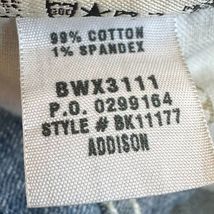 99% COTTON
1% SPANDEX
BWX3111
P.O. 0299164
STYLE # BK11177
ADDISON